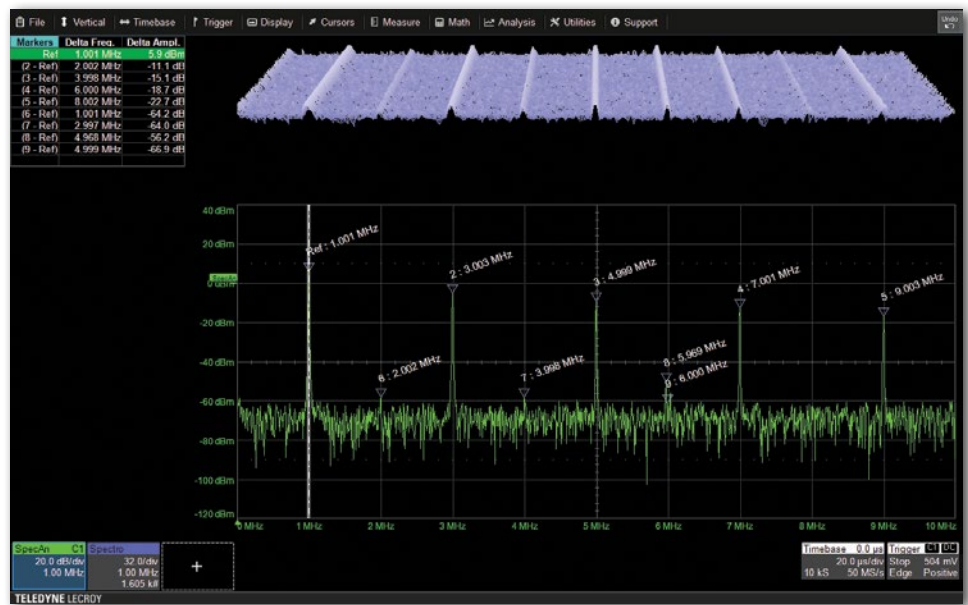 File Vertical Timebase Trigger Display Cursors Measure Math Analysis Utilities Support Undo
Markers Delta Freq. Delta Ampl.
Ref 1.001 MHz 5.9 dBm
(2 - Ref) 2.002 MHz -11.1 dB
(3 - Ref) 3.998 MHz -15.1 dB
(4 - Ref) 6.000 MHz -18.7 dB
(5 - Ref) 8.002 MHz -22.7 dB
(6 - Ref) 1.001 MHz -64.2 dB
(7 - Ref) 2.997 MHz -64.0 dB
(8 - Ref) 4.968 MHz -56.2 dB
(9 - Ref) 4.999 MHz -66.9 dB
40 dBm
20 dBm
SpecAn
0 dBm
-20 dBm
-40 dBm
-60 dBm
-80 dBm
-100 dBm
-120 dBm
Ref : 1.001 MHz
2 : 3.003 MHz
3 : 4.999 MHz
4 : 7.001 MHz
5 : 9.003 MHz
6 : 2.002 MHz
7 : 3.998 MHz
8 : 5.969 MHz
9 : 6.000 MHz
0 MHz 1 MHz 2 MHz 3 MHz 4 MHz 5 MHz 6 MHz 7 MHz 8 MHz 9 MHz 10 MHz
SpecAn C1
20.0 dB/div
1.00 MHz
Spectro
32.0/div
1.00 MHz
1.605 k#
+
Timebase 0.0 µs
20.0 µs/div
10 kS 50 MS/s
Trigger C1 DC
Stop 504 mV
Edge Positive
TELEDYNE LECROY